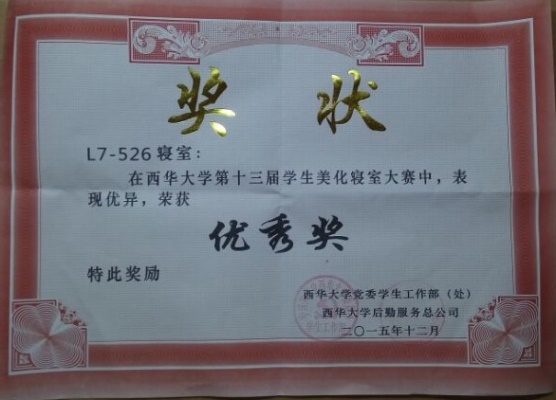 奖 状
L7-526寝室：
在西华大学第十三届学生美化寝室大赛中，表
现优异，荣获
优秀奖
特此奖励
西华大学党委学生工作部（处）
西华大学后勤服务总公司
二〇一五年十二月